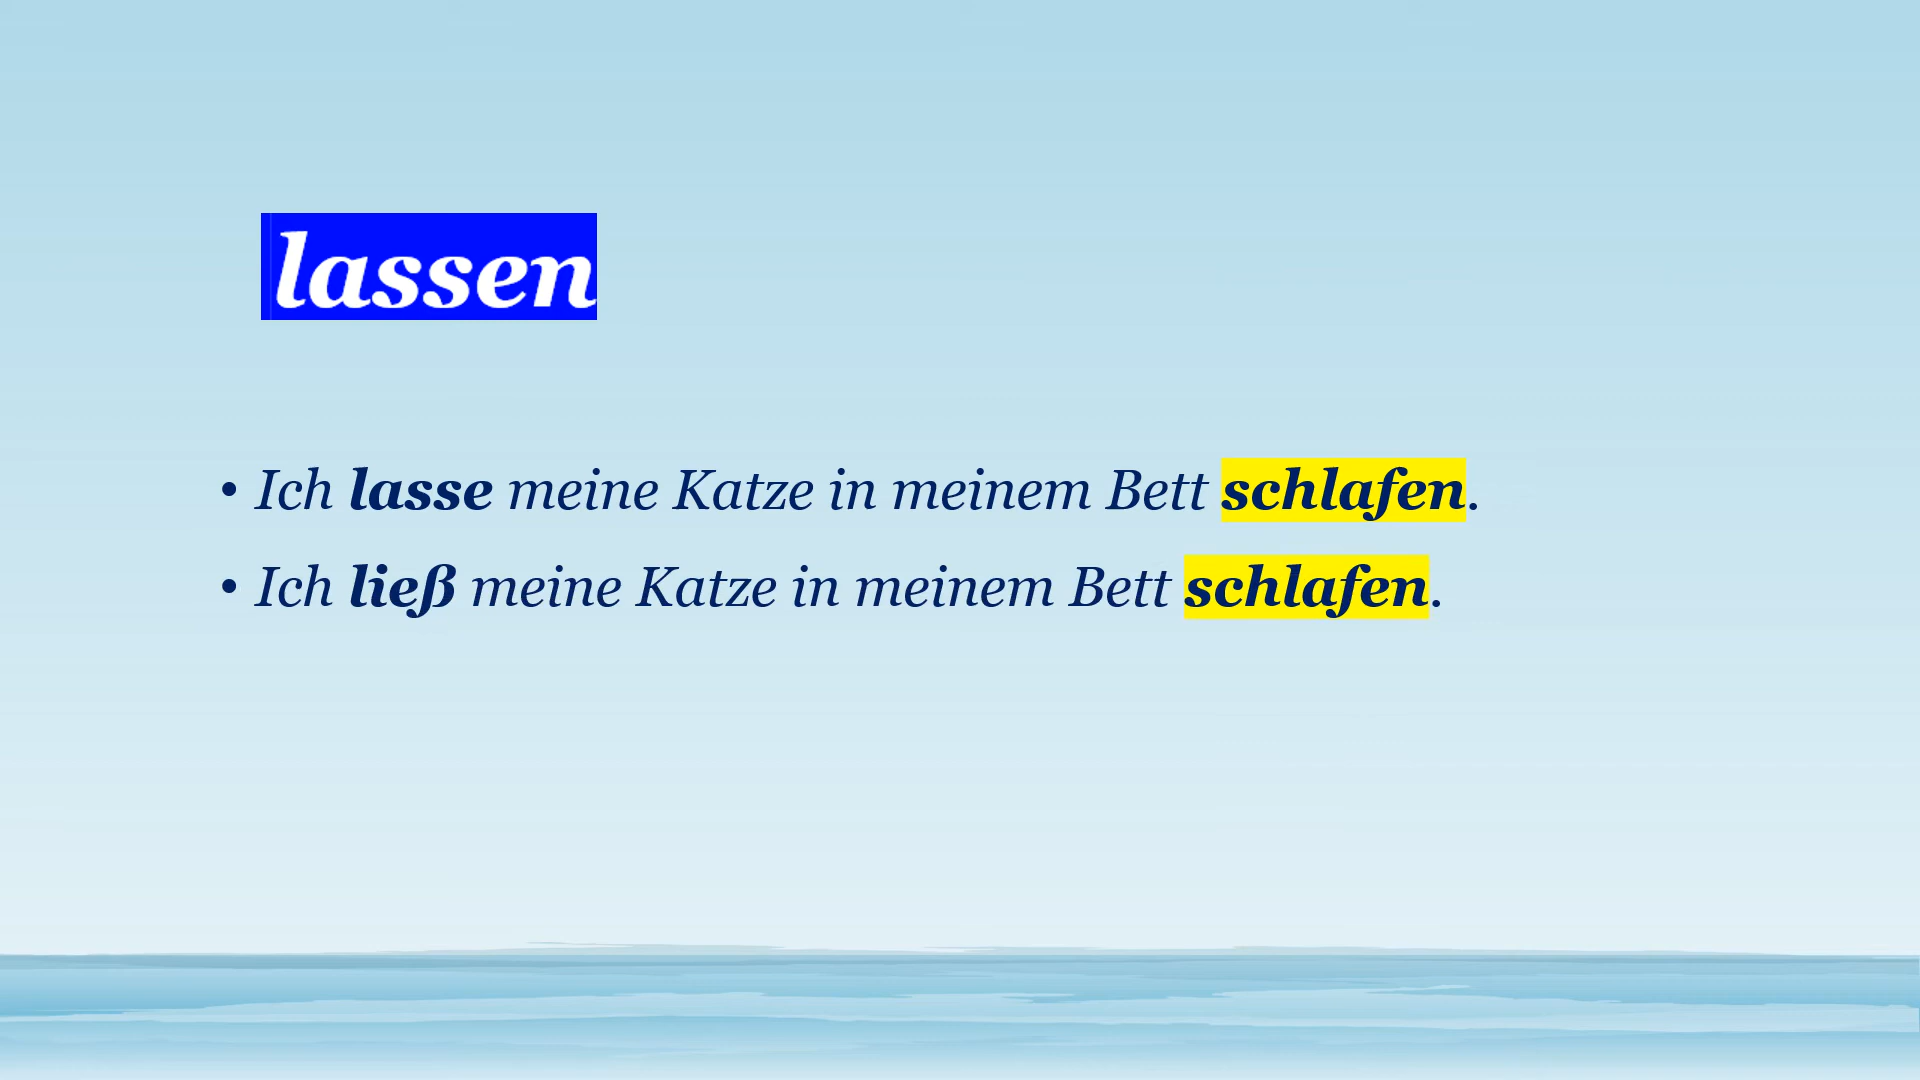 lassen
• Ich lasse meine Katze in meinem Bett schlafen.
• Ich ließ meine Katze in meinem Bett schlafen.